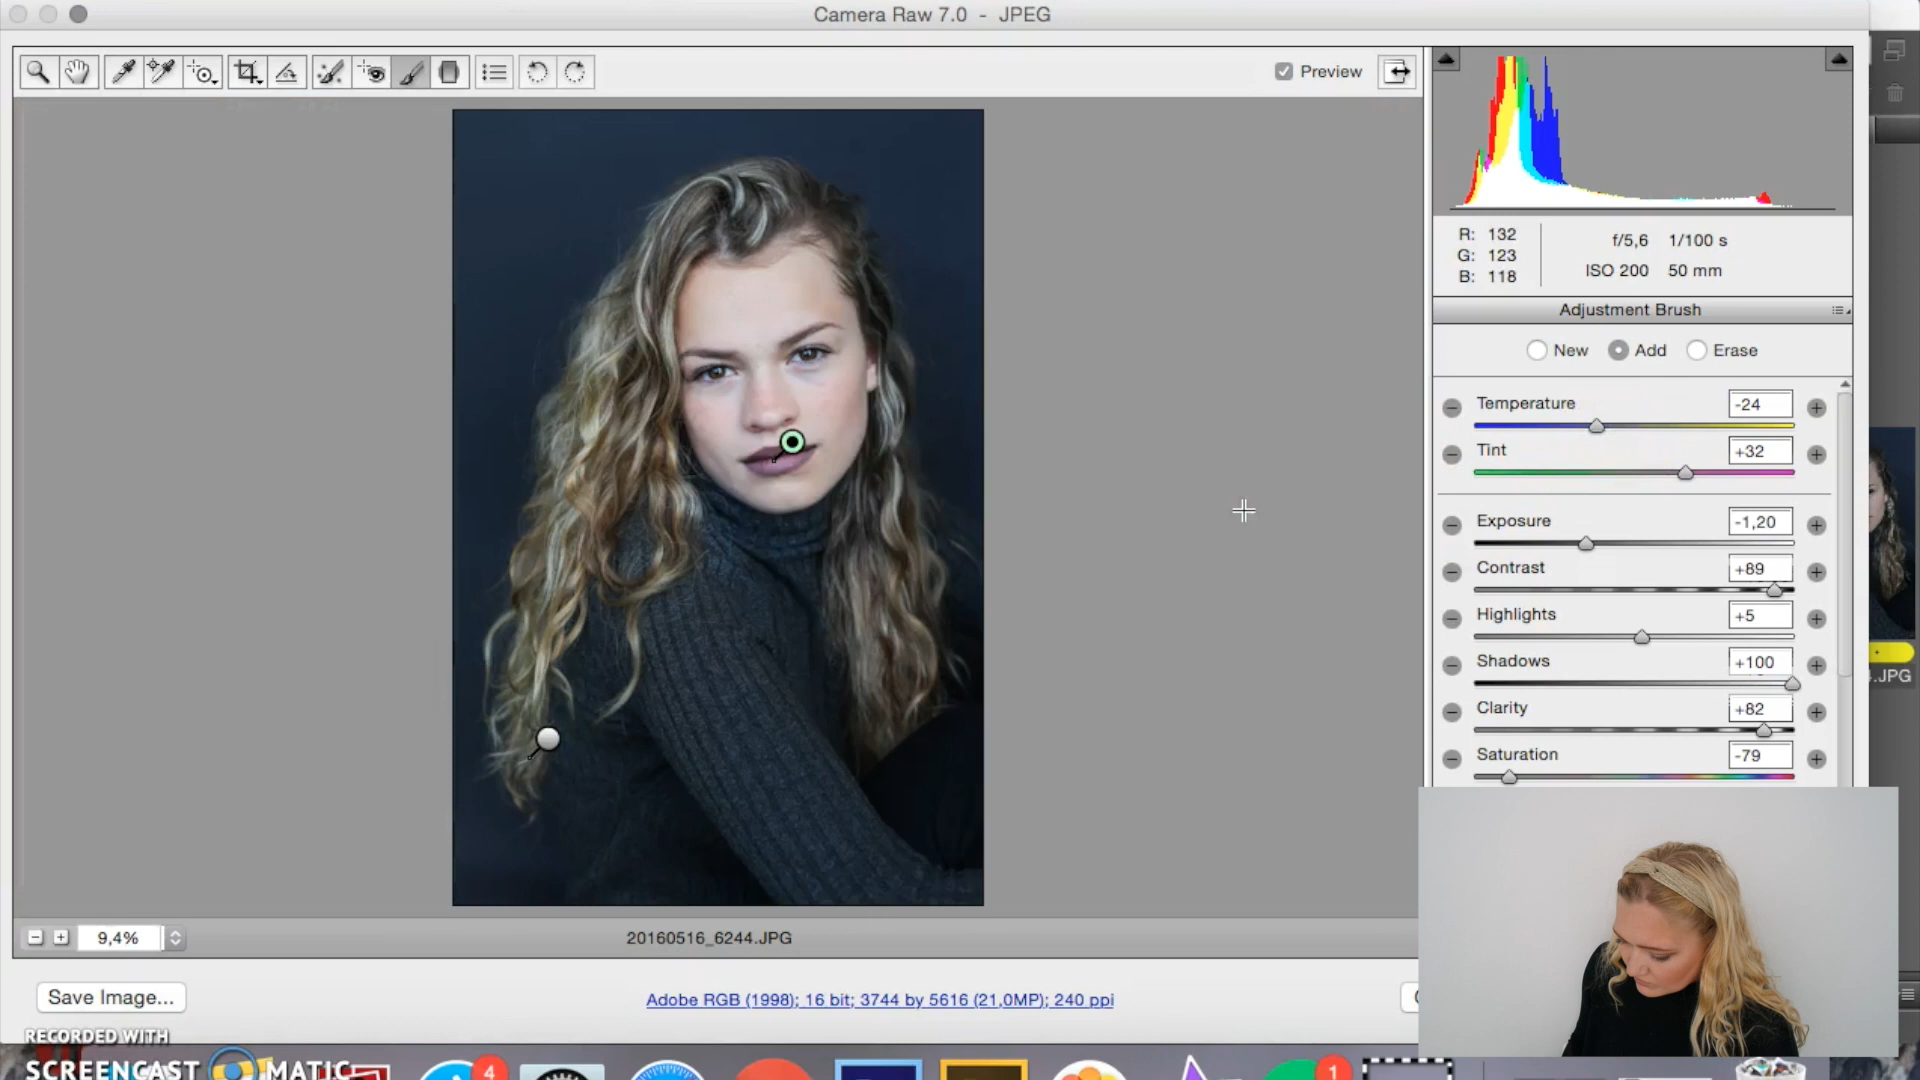 Camera Raw 7.0 - JPEG
Preview
R: 132
G: 123
B: 118
f/5,6 1/100 s
ISO 200 50 mm
Adjustment Brush
New Add Erase
Temperature -24
Tint +32
Exposure -1,20
Contrast +89
Highlights +5
Shadows +100
Clarity +82
Saturation -79
.JPG
9,4%
20160516_6244.JPG
Save Image...
Adobe RGB (1998); 16 bit; 3744 by 5616 (21,0MP); 240 ppi
RECORDED WITH
SCREENCAST MATIC
4
1